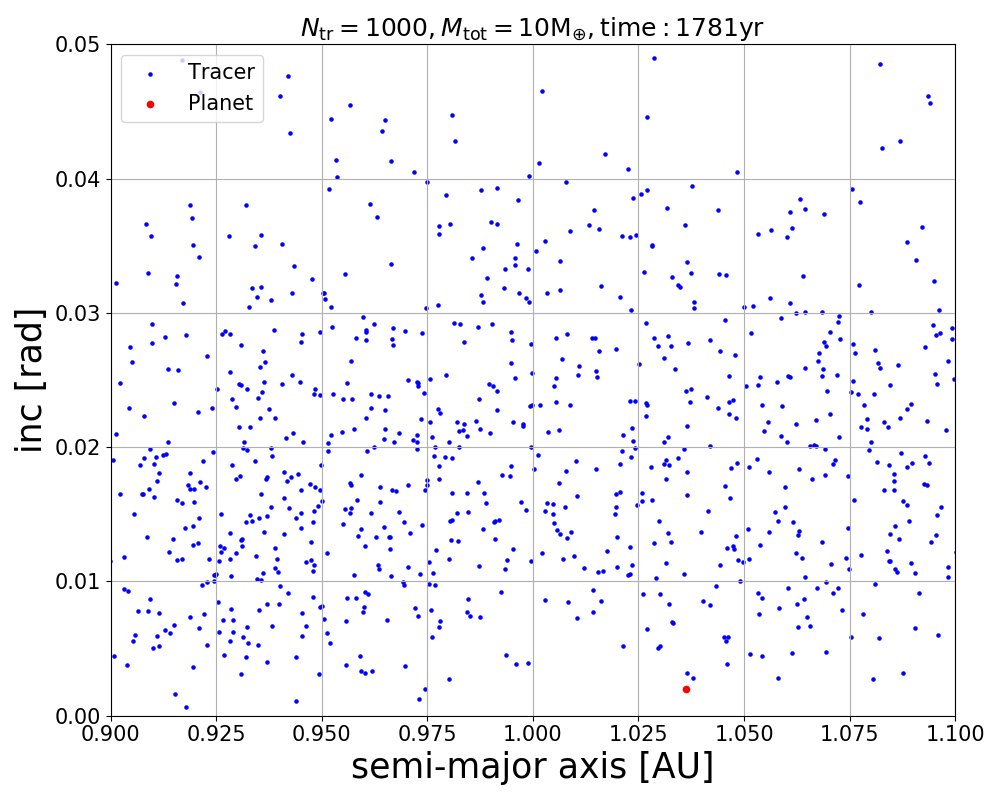 N_tr = 1000, M_tot = 10M_⊕, time : 1781yr
Tracer
Planet
0.05
0.04
0.03
0.02
0.01
0.00
inc [rad]
0.900 0.925 0.950 0.975 1.000 1.025 1.050 1.075 1.100
semi-major axis [AU]